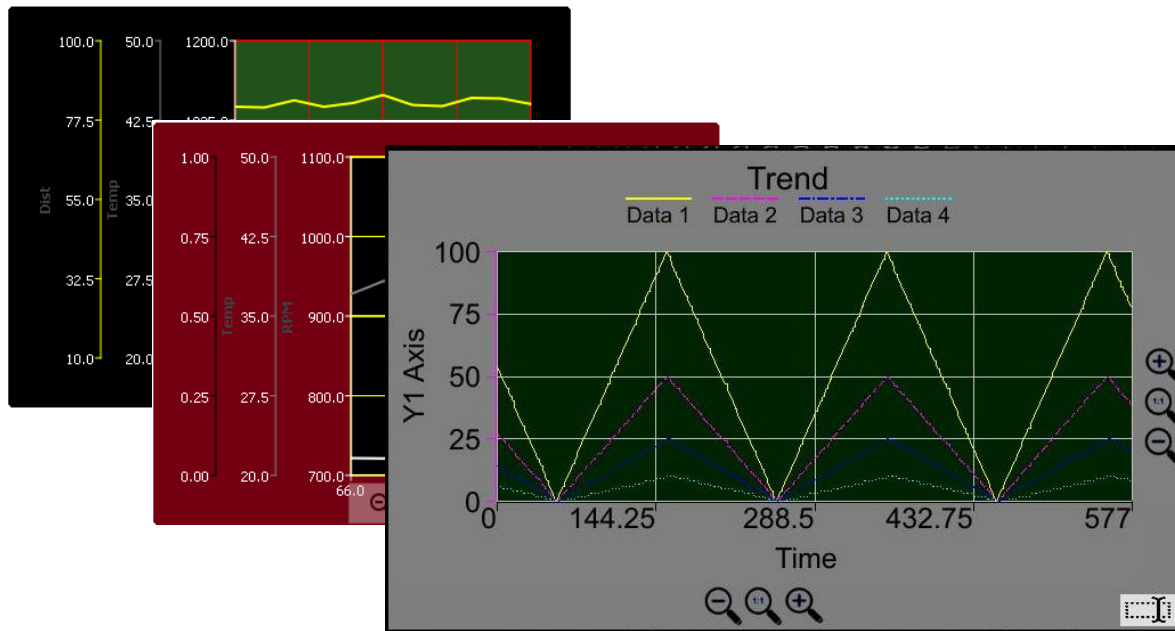 100.0 50.0 1200.0
77.5 42.5
Dist Temp
55.0 35.0
32.5 27.5
10.0 20.0
1.00 50.0 1100.0
0.75 42.5 1000.0
Temp RPM
0.50 35.0 900.0
0.25 27.5 800.0
0.00 20.0 700.0
66.0
Trend
Data 1 Data 2 Data 3 Data 4
Y1 Axis
100
75
50
25
0
0 144.25 288.5 432.75 577
Time
1:1
1:1